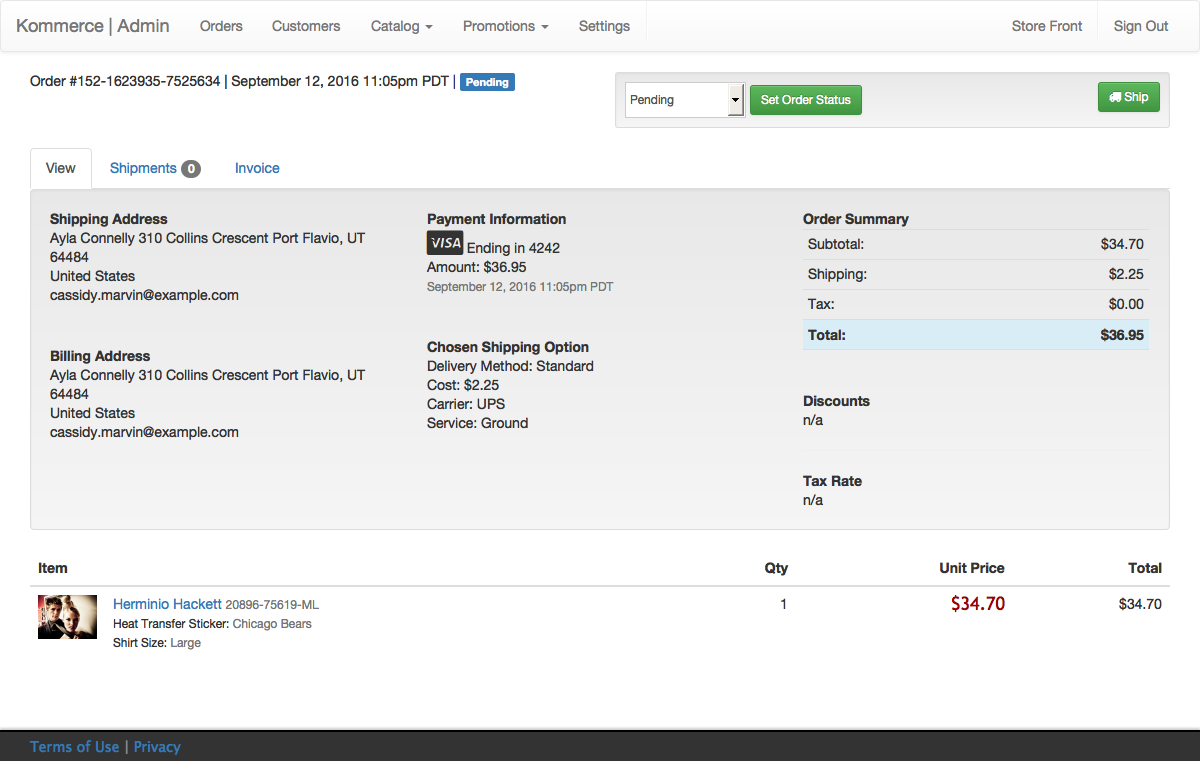 Kommerce | Admin Orders Customers Catalog Promotions Settings Store Front Sign Out
Order #152-1623935-7525634 | September 12, 2016 11:05pm PDT | Pending
Pending Set Order Status Ship
View Shipments 0 Invoice
Shipping Address
Ayla Connelly 310 Collins Crescent Port Flavio, UT
64484
United States
cassidy.marvin@example.com
Billing Address
Ayla Connelly 310 Collins Crescent Port Flavio, UT
64484
United States
cassidy.marvin@example.com
Payment Information
VISA Ending in 4242
Amount: $36.95
September 12, 2016 11:05pm PDT
Chosen Shipping Option
Delivery Method: Standard
Cost: $2.25
Carrier: UPS
Service: Ground
Order Summary
Subtotal: $34.70
Shipping: $2.25
Tax: $0.00
Total: $36.95
Discounts
n/a
Tax Rate
n/a
Item Qty Unit Price Total
Herminio Hackett 20896-75619-ML 1 $34.70 $34.70
Heat Transfer Sticker: Chicago Bears
Shirt Size: Large
Terms of Use | Privacy